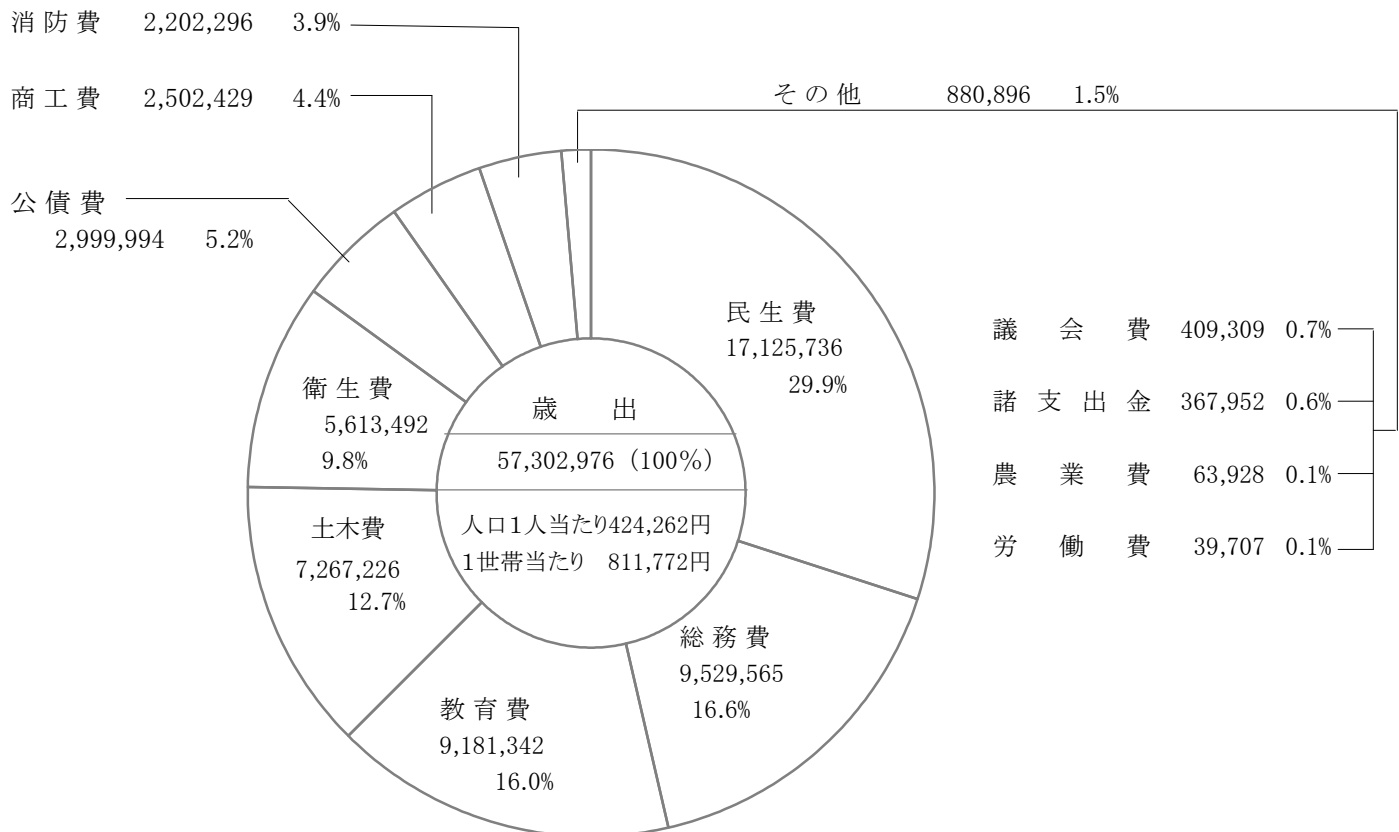 消防費 2,202,296 3.9%
商工費 2,502,429 4.4%
その他 880,896 1.5%
公債費
2,999,994 5.2%
民生費
17,125,736
29.9%
議会費 409,309 0.7%
諸支出金 367,952 0.6%
農業費 63,928 0.1%
労働費 39,707 0.1%
衛生費
5,613,492
9.8%
歳出
57,302,976（100%）
人口1人当たり424,262円
1世帯当たり 811,772円
土木費
7,267,226
12.7%
総務費
9,529,565
16.6%
教育費
9,181,342
16.0%